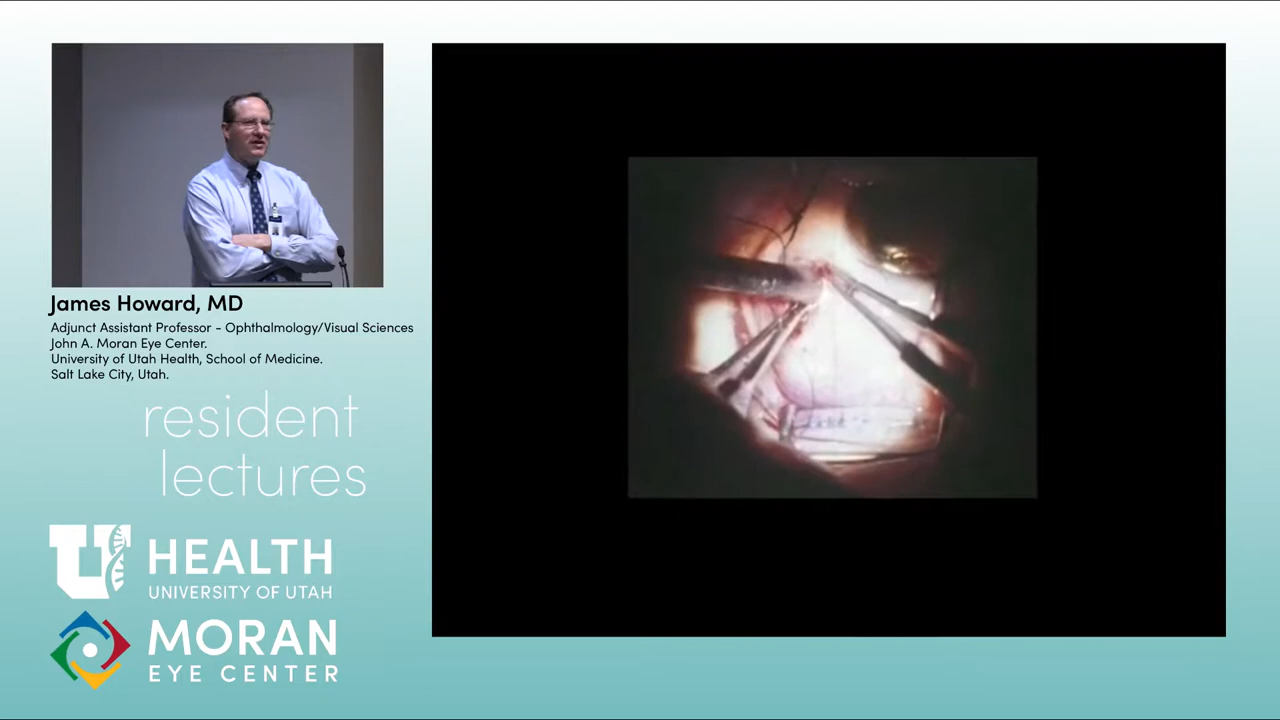 James Howard, MD
Adjunct Assistant Professor - Ophthalmology/Visual Sciences
John A. Moran Eye Center.
University of Utah Health, School of Medicine.
Salt Lake City, Utah.
resident
lectures
U
HEALTH
UNIVERSITY OF UTAH
MORAN
EYE CENTER